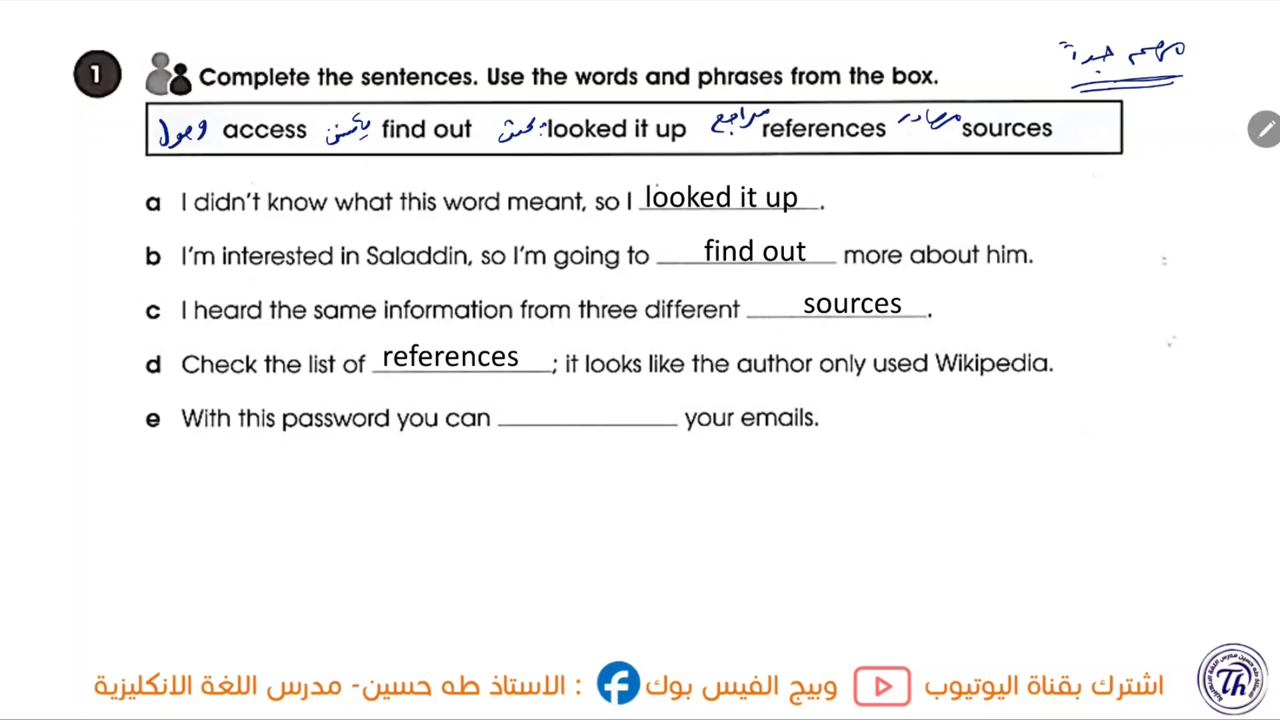 مهم جدا
1 Complete the sentences. Use the words and phrases from the box.
وصول access find out looked it up مراجع references مصادر sources
a I didn't know what this word meant, so I looked it up.
b I'm interested in Saladdin, so I'm going to find out more about him.
c I heard the same information from three different sources.
d Check the list of references; it looks like the author only used Wikipedia.
e With this password you can ____________ your emails.
اشترك بقناة اليوتيوب وبيج الفيس بوك : الاستاذ طه حسين- مدرس اللغة الانكليزية
Th